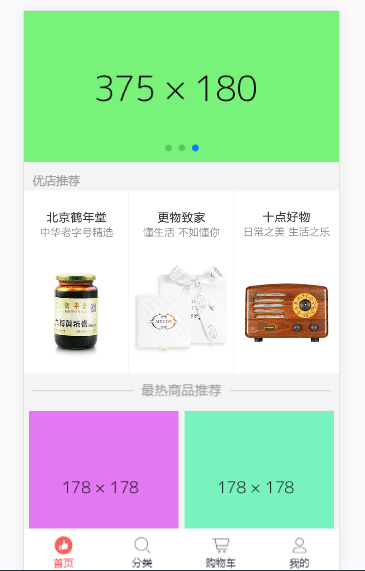 375 × 180
优店推荐
北京鹤年堂
更物致家
十点好物
中华老字号精选
懂生活 不如懂你
日常之美 生活之乐
最热商品推荐
178 × 178
178 × 178
首页
分类
购物车
我的